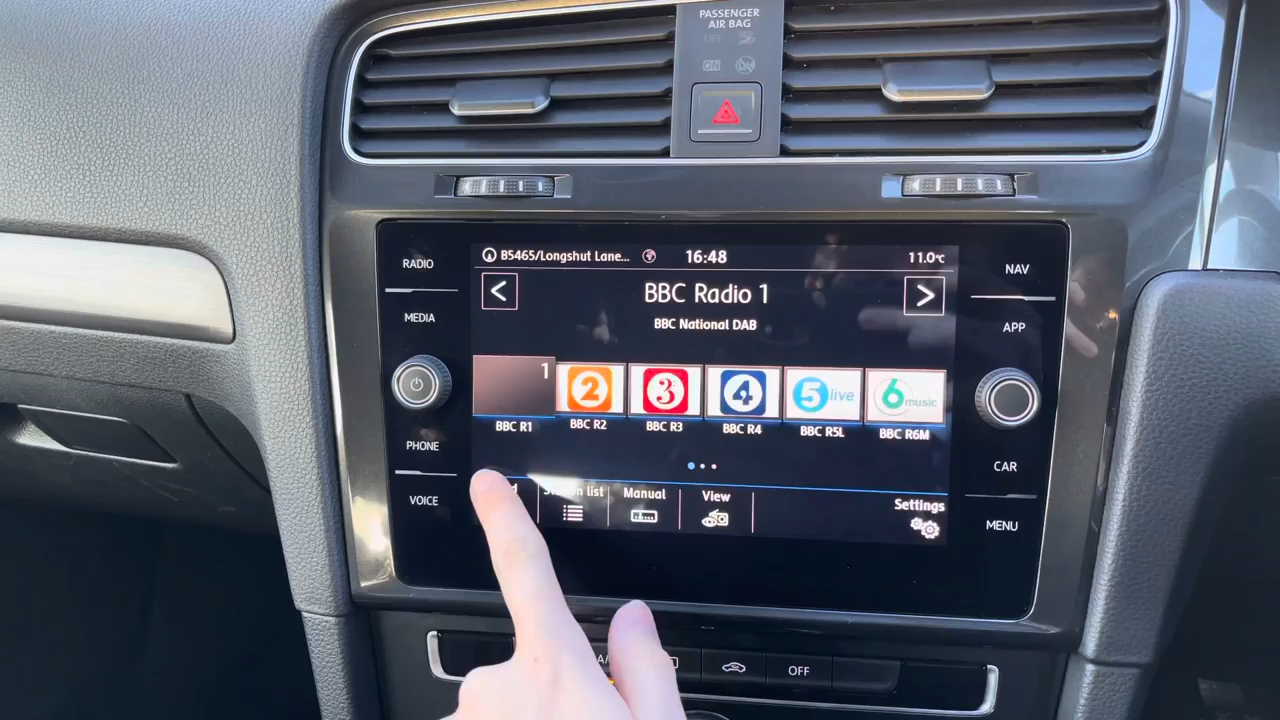 PASSENGER
AIR BAG
OFF
ON
RADIO
MEDIA
PHONE
VOICE
NAV
APP
CAR
MENU
B5465/Longshut Lane... 16:48 11.0°C
< BBC Radio 1 >
BBC National DAB
1 2 3 4 5 live 6 music
BBC R1 BBC R2 BBC R3 BBC R4 BBC R5L BBC R6M
list Manual View Settings
OFF